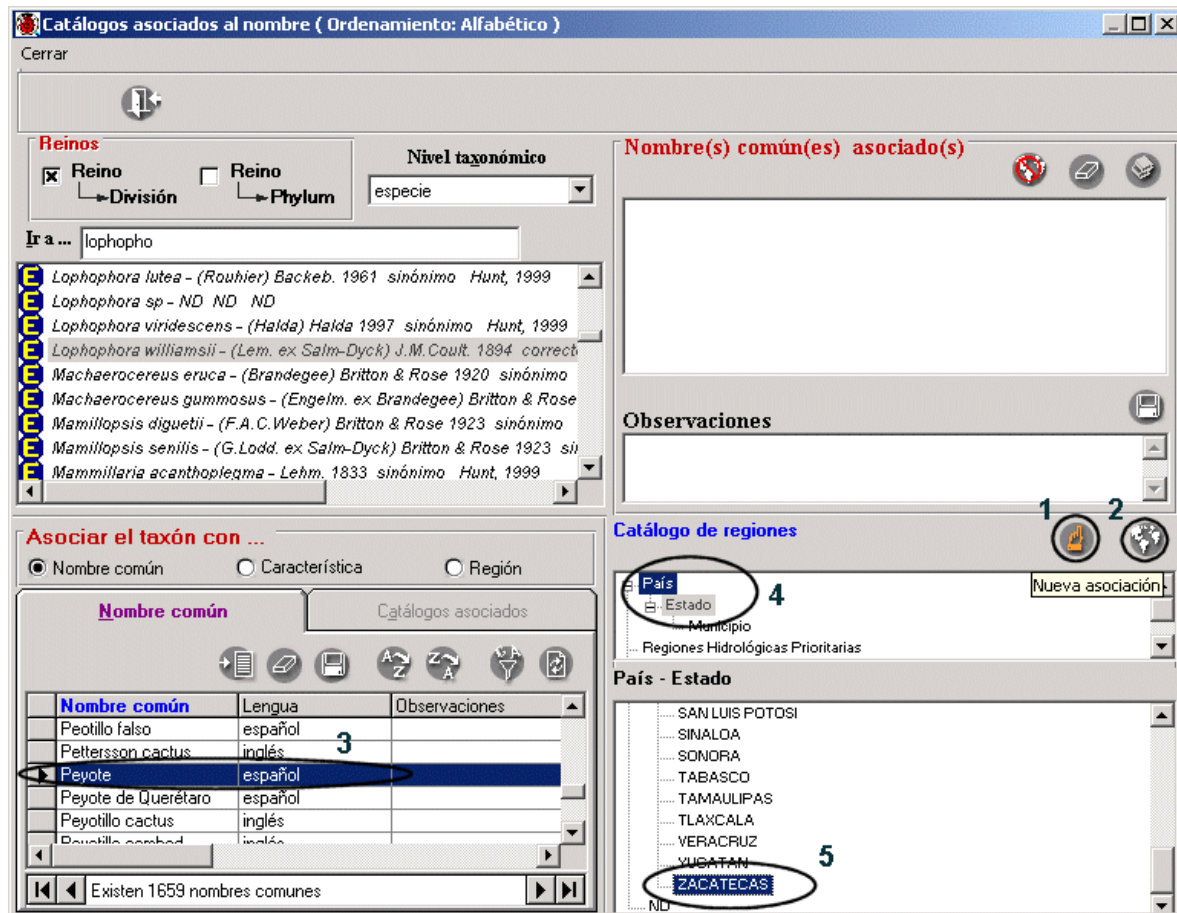 Catálogos asociados al nombre ( Ordenamiento: Alfabético )
Cerrar
Reinos
Reino
División
Reino
Phylum
Nivel taxonómico
especie
Ir a ... lophopho
E Lophophora lutea - (Rouhier) Backeb. 1961 sinónimo Hunt, 1999
E Lophophora sp - ND ND ND
E Lophophora viridescens - (Halda) Halda 1997 sinónimo Hunt, 1999
E Lophophora williamsii - (Lem. ex Salm-Dyck) J.M.Coult. 1894 correct
E Machaerocereus eruca - (Brandegee) Britton & Rose 1920 sinónimo
E Machaerocereus gummosus - (Engelm. ex Brandegee) Britton & Rose
E Mamillopsis diguetii - (F.A.C.Weber) Britton & Rose 1923 sinónimo
E Mamillopsis senilis - (G.Lodd. ex Salm-Dyck) Britton & Rose 1923 sin
E Mammillaria acanthoplegma - Lehm. 1833 sinónimo Hunt, 1999
Nombre(s) común(es) asociado(s)
Observaciones
Asociar el taxón con ...
Nombre común Característica Región
Nombre común Catálogos asociados
Nombre común Lengua Observaciones
Peotillo falso español
Pettersson cactus inglés 3
Peyote español
Peyote de Querétaro español
Peyotillo cactus inglés
Existen 1659 nombres comunes
Catálogo de regiones 1 2
Nueva asociación
País
Estado 4
Municipio
Regiones Hidrológicas Prioritarias
País - Estado
SAN LUIS POTOSI
SINALOA
SONORA
TABASCO
TAMAULIPAS
TLAXCALA
VERACRUZ
YUCATAN 5
ZACATECAS
ND